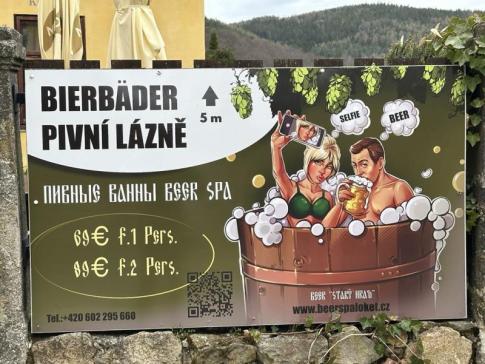 BIERBÄDER
PIVNÍ LÁZNĚ
5 m
SELFIE
BEER
ПИВНЫЕ ВАННЫ BEER SPA
69€ f.1 Pers.
89€ f.2 Pers.
BEER "STARÝ HRAD"
www.beerspaloket.cz
Tel.:+420 602 295 660